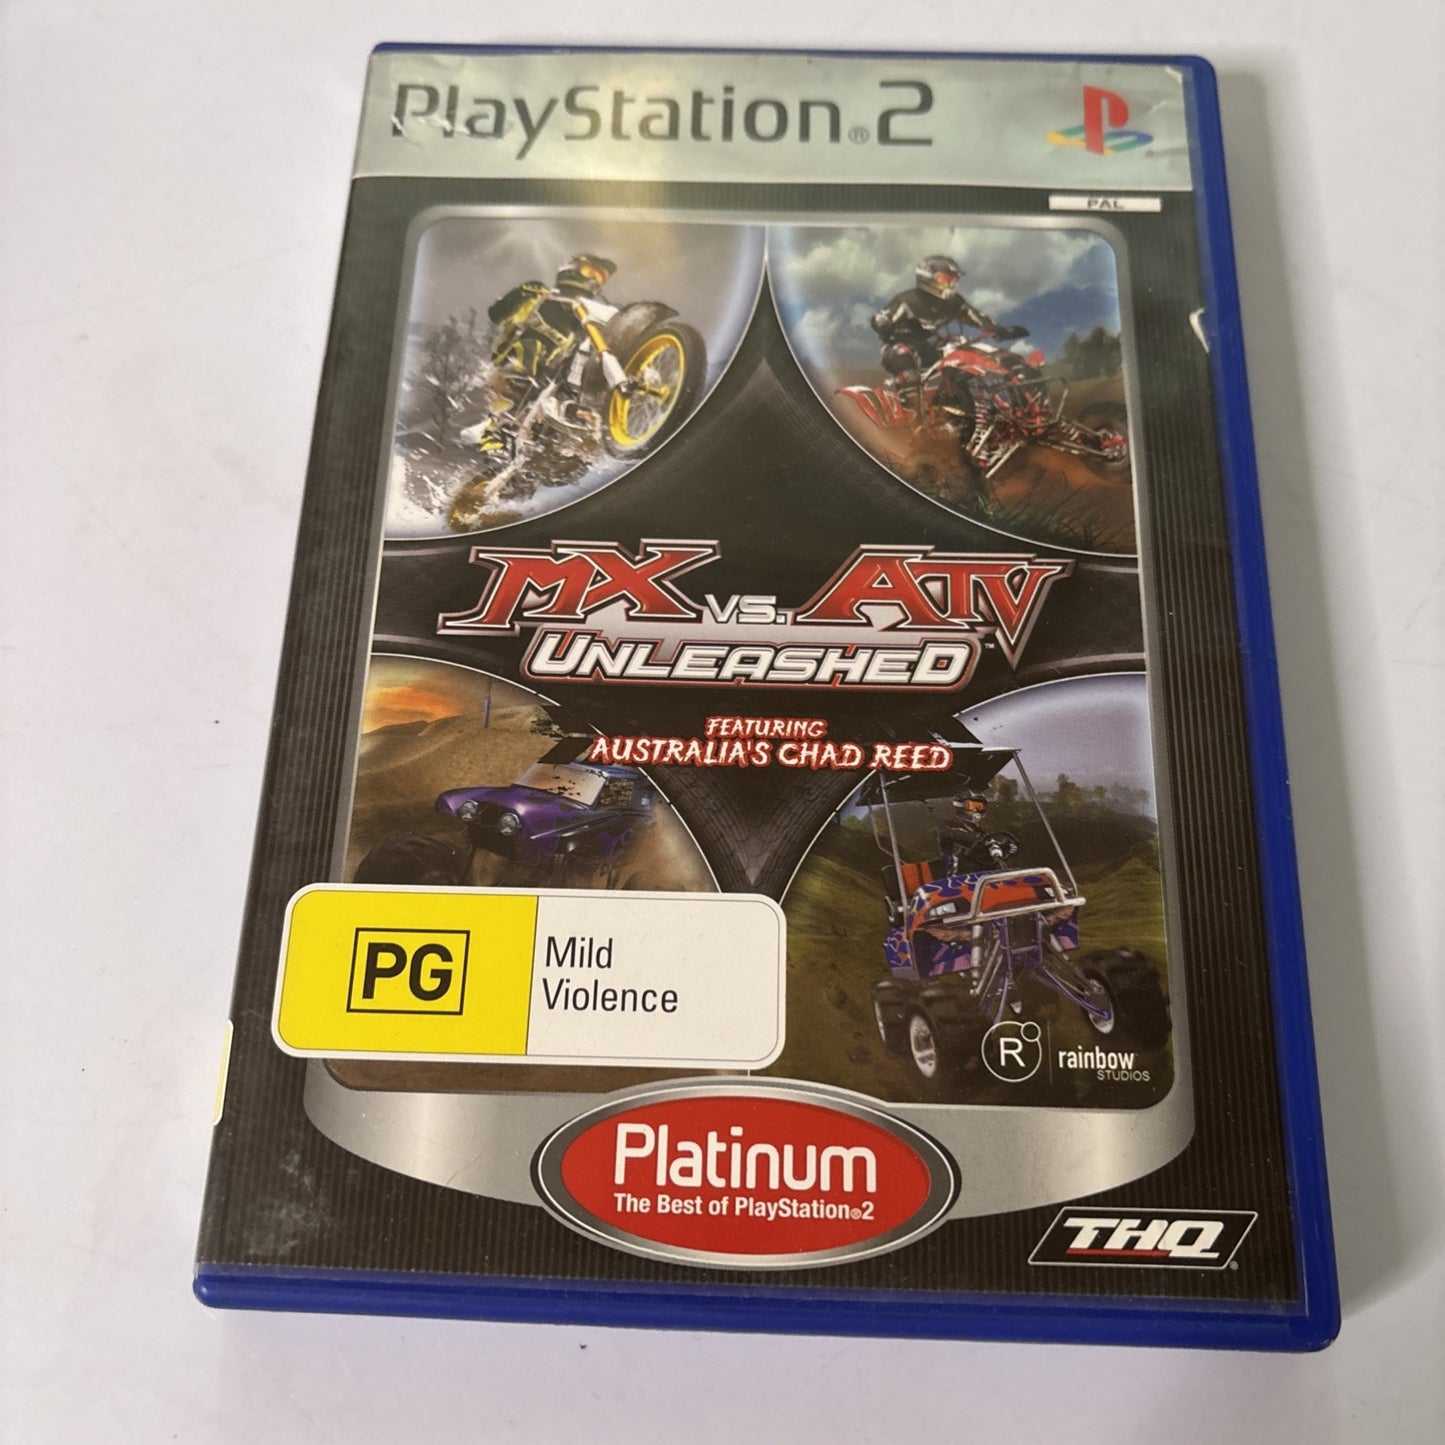 PlayStation®2
PAL
MX VS. ATV
UNLEASHED™
FEATURING
AUSTRALIA'S CHAD REED
PG
Mild
Violence
R
rainbow
STUDIOS
Platinum
The Best of PlayStation®2
THQ®